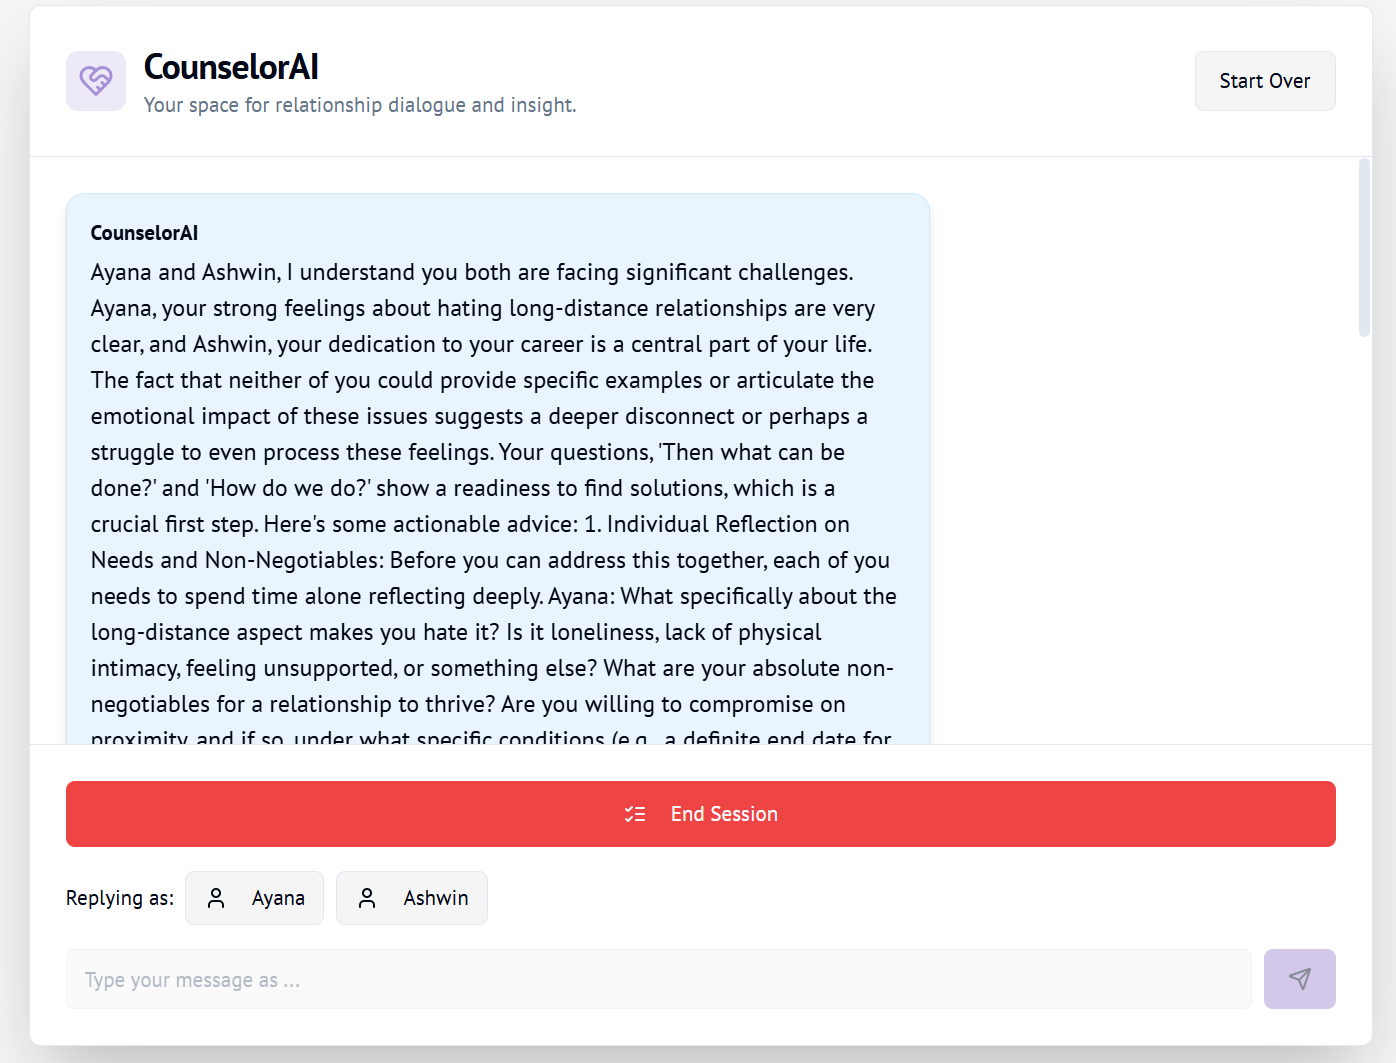 CounselorAI
Your space for relationship dialogue and insight.
Start Over
CounselorAI
Ayana and Ashwin, I understand you both are facing significant challenges.
Ayana, your strong feelings about hating long-distance relationships are very
clear, and Ashwin, your dedication to your career is a central part of your life.
The fact that neither of you could provide specific examples or articulate the
emotional impact of these issues suggests a deeper disconnect or perhaps a
struggle to even process these feelings. Your questions, 'Then what can be
done?' and 'How do we do?' show a readiness to find solutions, which is a
crucial first step. Here's some actionable advice: 1. Individual Reflection on
Needs and Non-Negotiables: Before you can address this together, each of you
needs to spend time alone reflecting deeply. Ayana: What specifically about the
long-distance aspect makes you hate it? Is it loneliness, lack of physical
intimacy, feeling unsupported, or something else? What are your absolute non-
negotiables for a relationship to thrive? Are you willing to compromise on
proximity, and if so, under what specific conditions (e.g., a definite end date for
End Session
Replying as:
Ayana
Ashwin
Type your message as ...